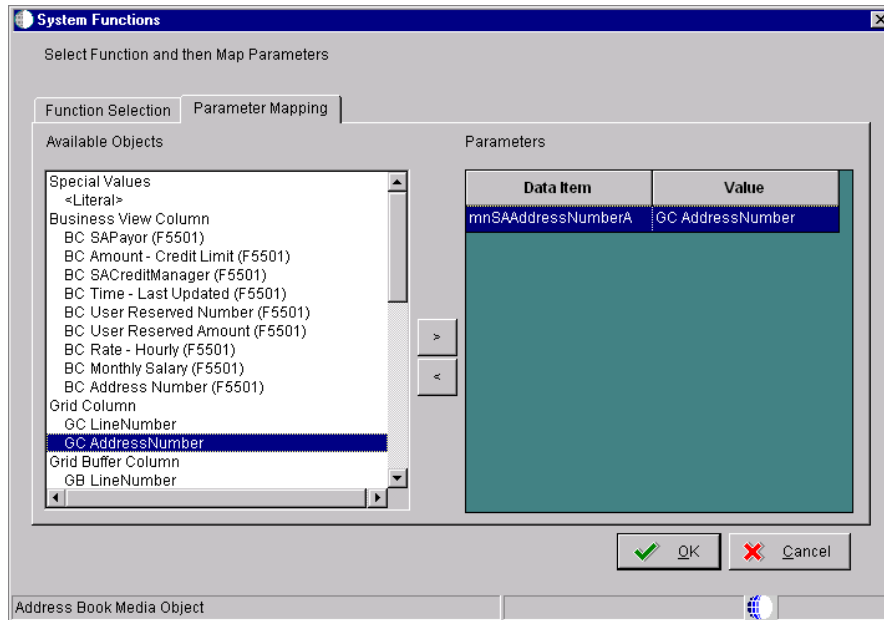 System Functions
Select Function and then Map Parameters
Function Selection
Parameter Mapping
Available Objects
Special Values
<Literal>
Business View Column
BC SAPayor (F5501)
BC Amount - Credit Limit (F5501)
BC SACreditManager (F5501)
BC Time - Last Updated (F5501)
BC User Reserved Number (F5501)
BC User Reserved Amount (F5501)
BC Rate - Hourly (F5501)
BC Monthly Salary (F5501)
BC Address Number (F5501)
Grid Column
GC LineNumber
GC AddressNumber
Grid Buffer Column
GB LineNumber
>
<
Parameters
Data Item Value
mnSAAddressNumberA GC AddressNumber
OK
Cancel
Address Book Media Object